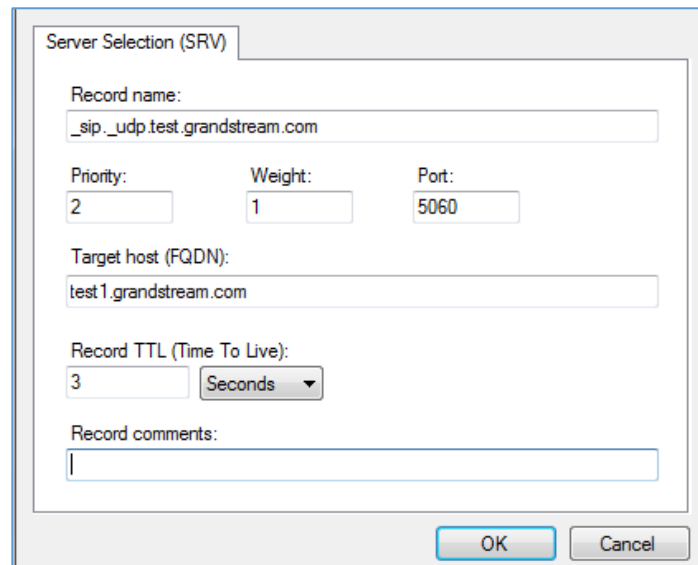 Server Selection (SRV)
Record name:
_sip._udp.test.grandstream.com
Priority: Weight: Port:
2 1 5060
Target host (FQDN):
test1.grandstream.com
Record TTL (Time To Live):
3 Seconds
Record comments:
OK Cancel